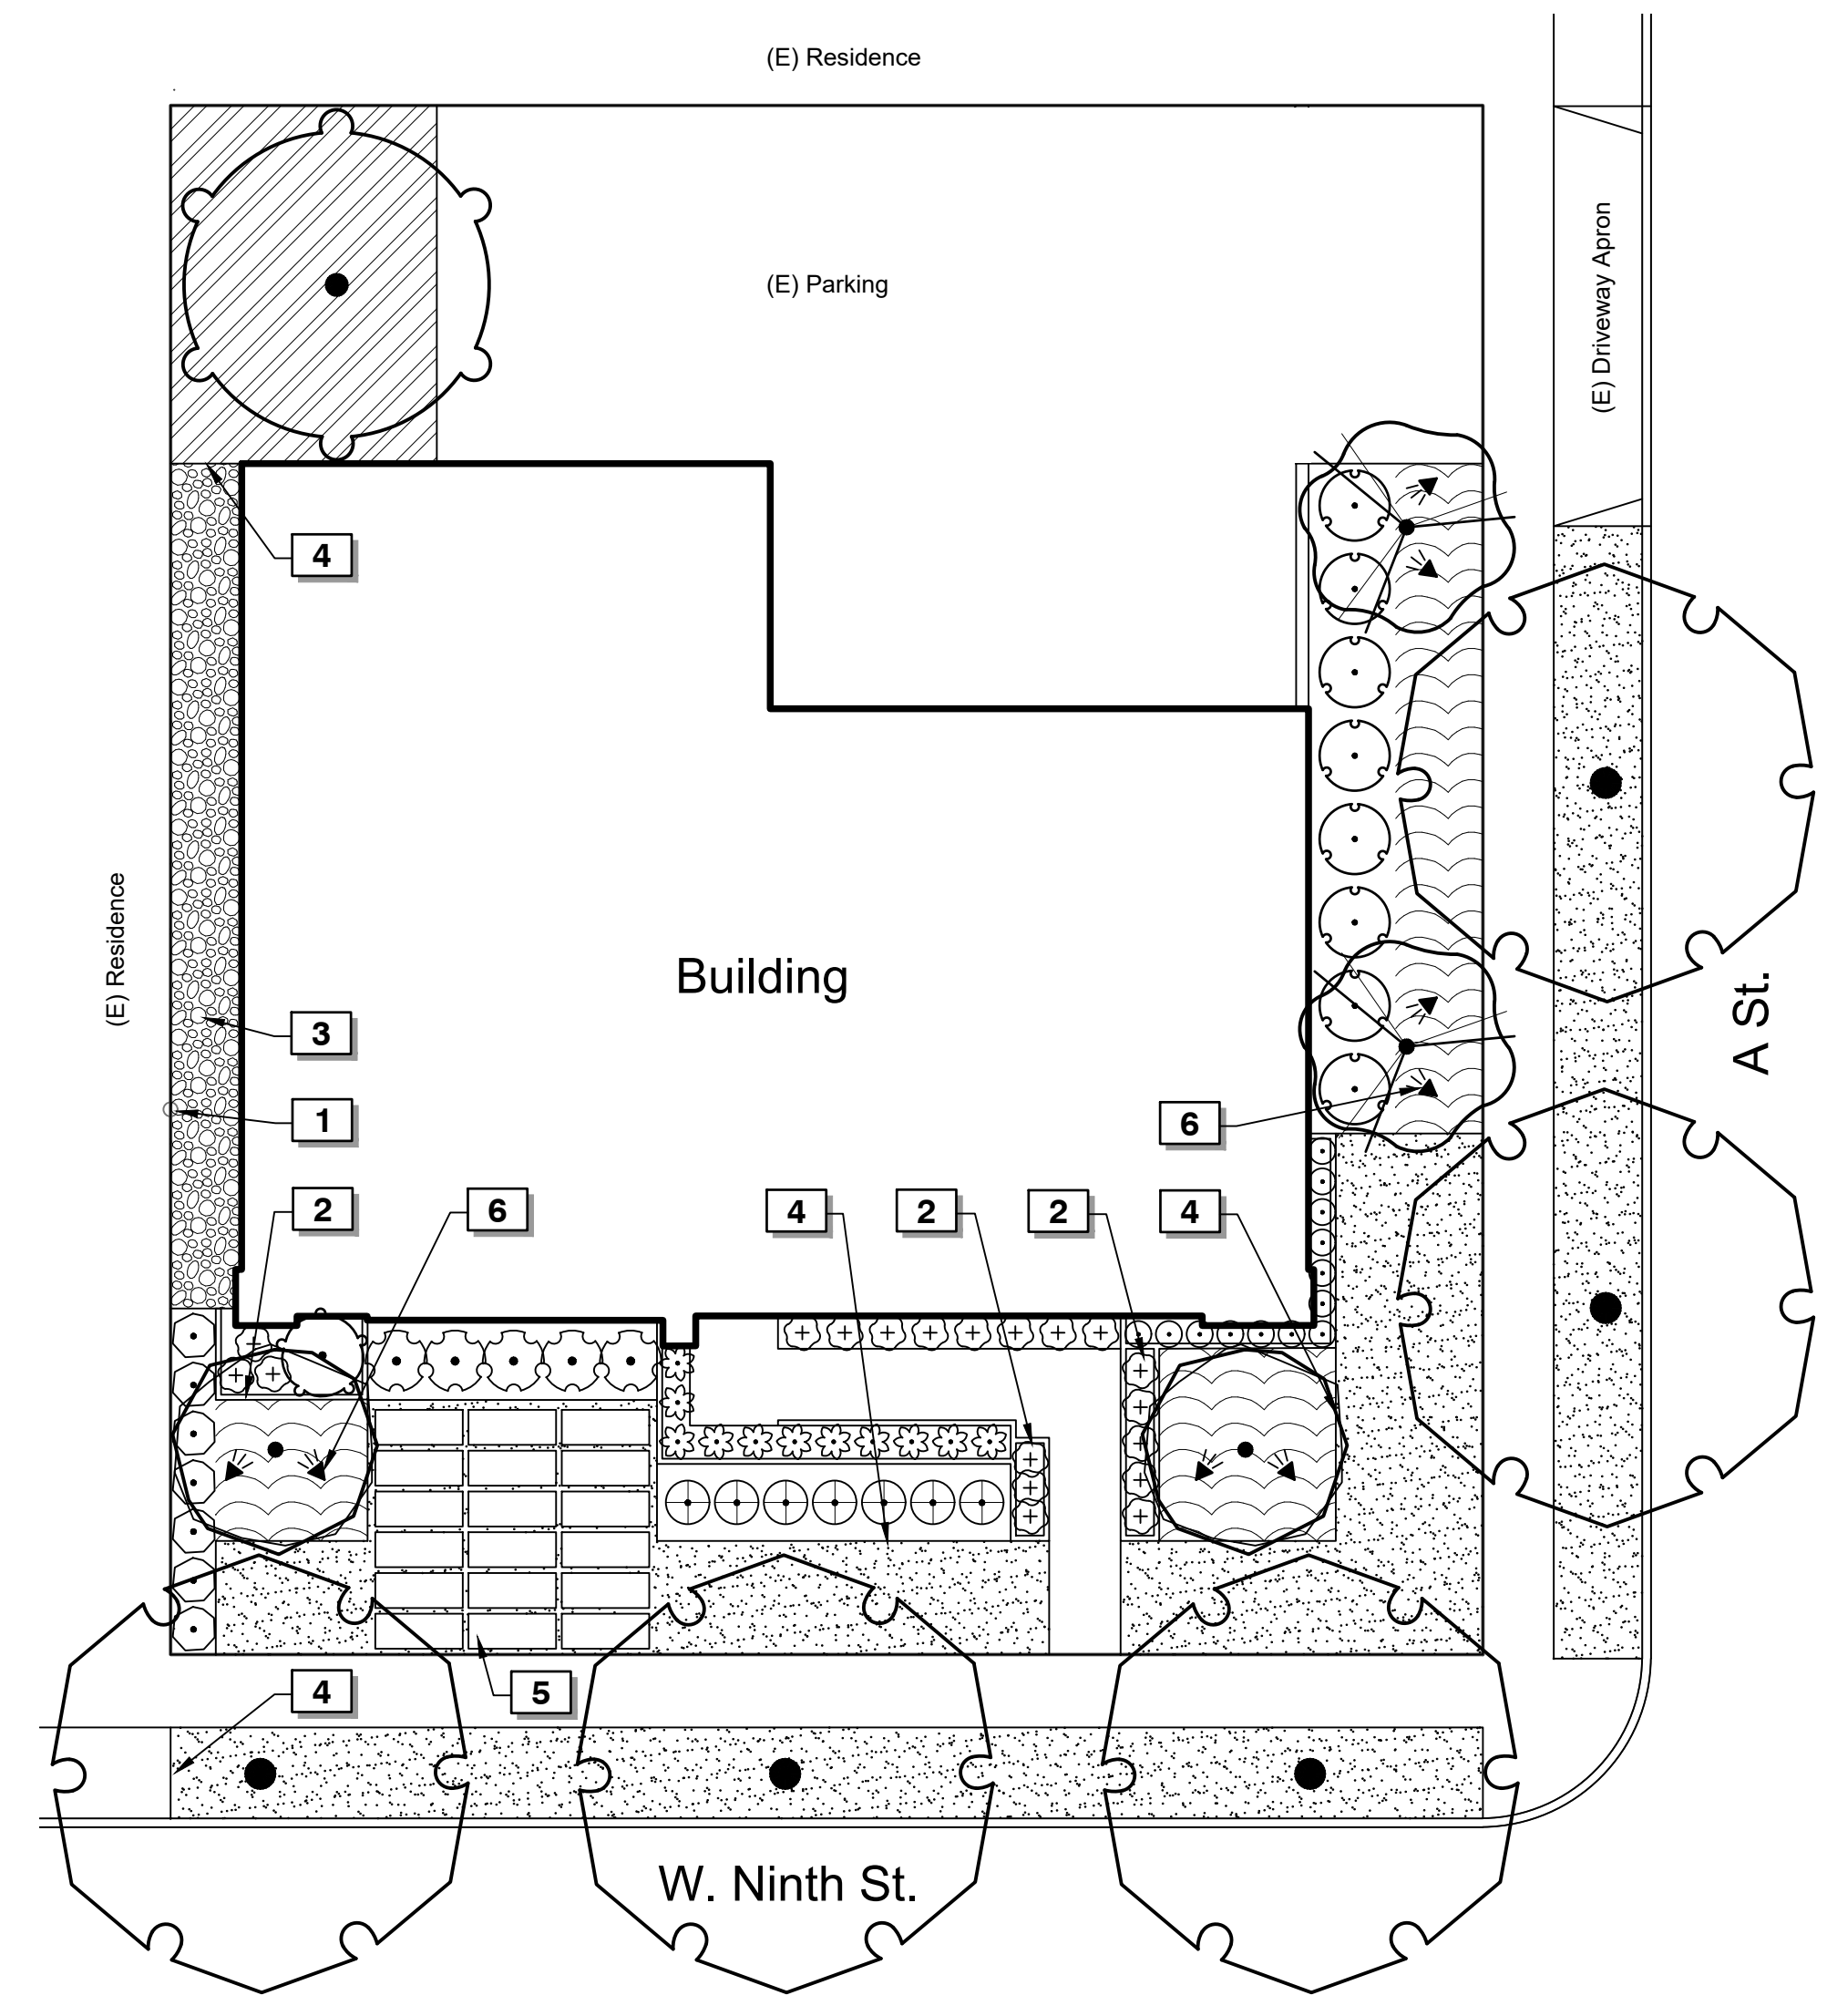 (E) Residence
(E) Parking
(E) Driveway Apron
4
(E) Residence
Building
A St.
3
1
6
2
6
4
2
2
4
4
5
W. Ninth St.